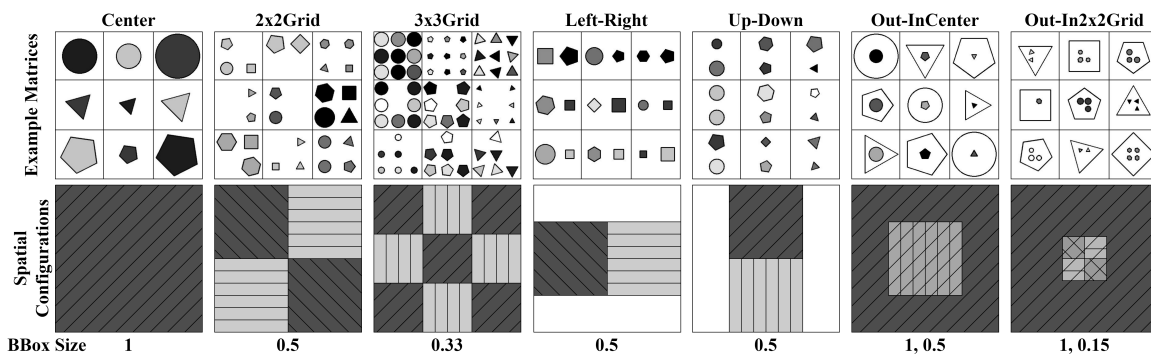 Center 2x2Grid 3x3Grid Left-Right Up-Down Out-InCenter Out-In2x2Grid
Example Matrices
Spatial
Configurations
BBox Size 1 0.5 0.33 0.5 0.5 1, 0.5 1, 0.15